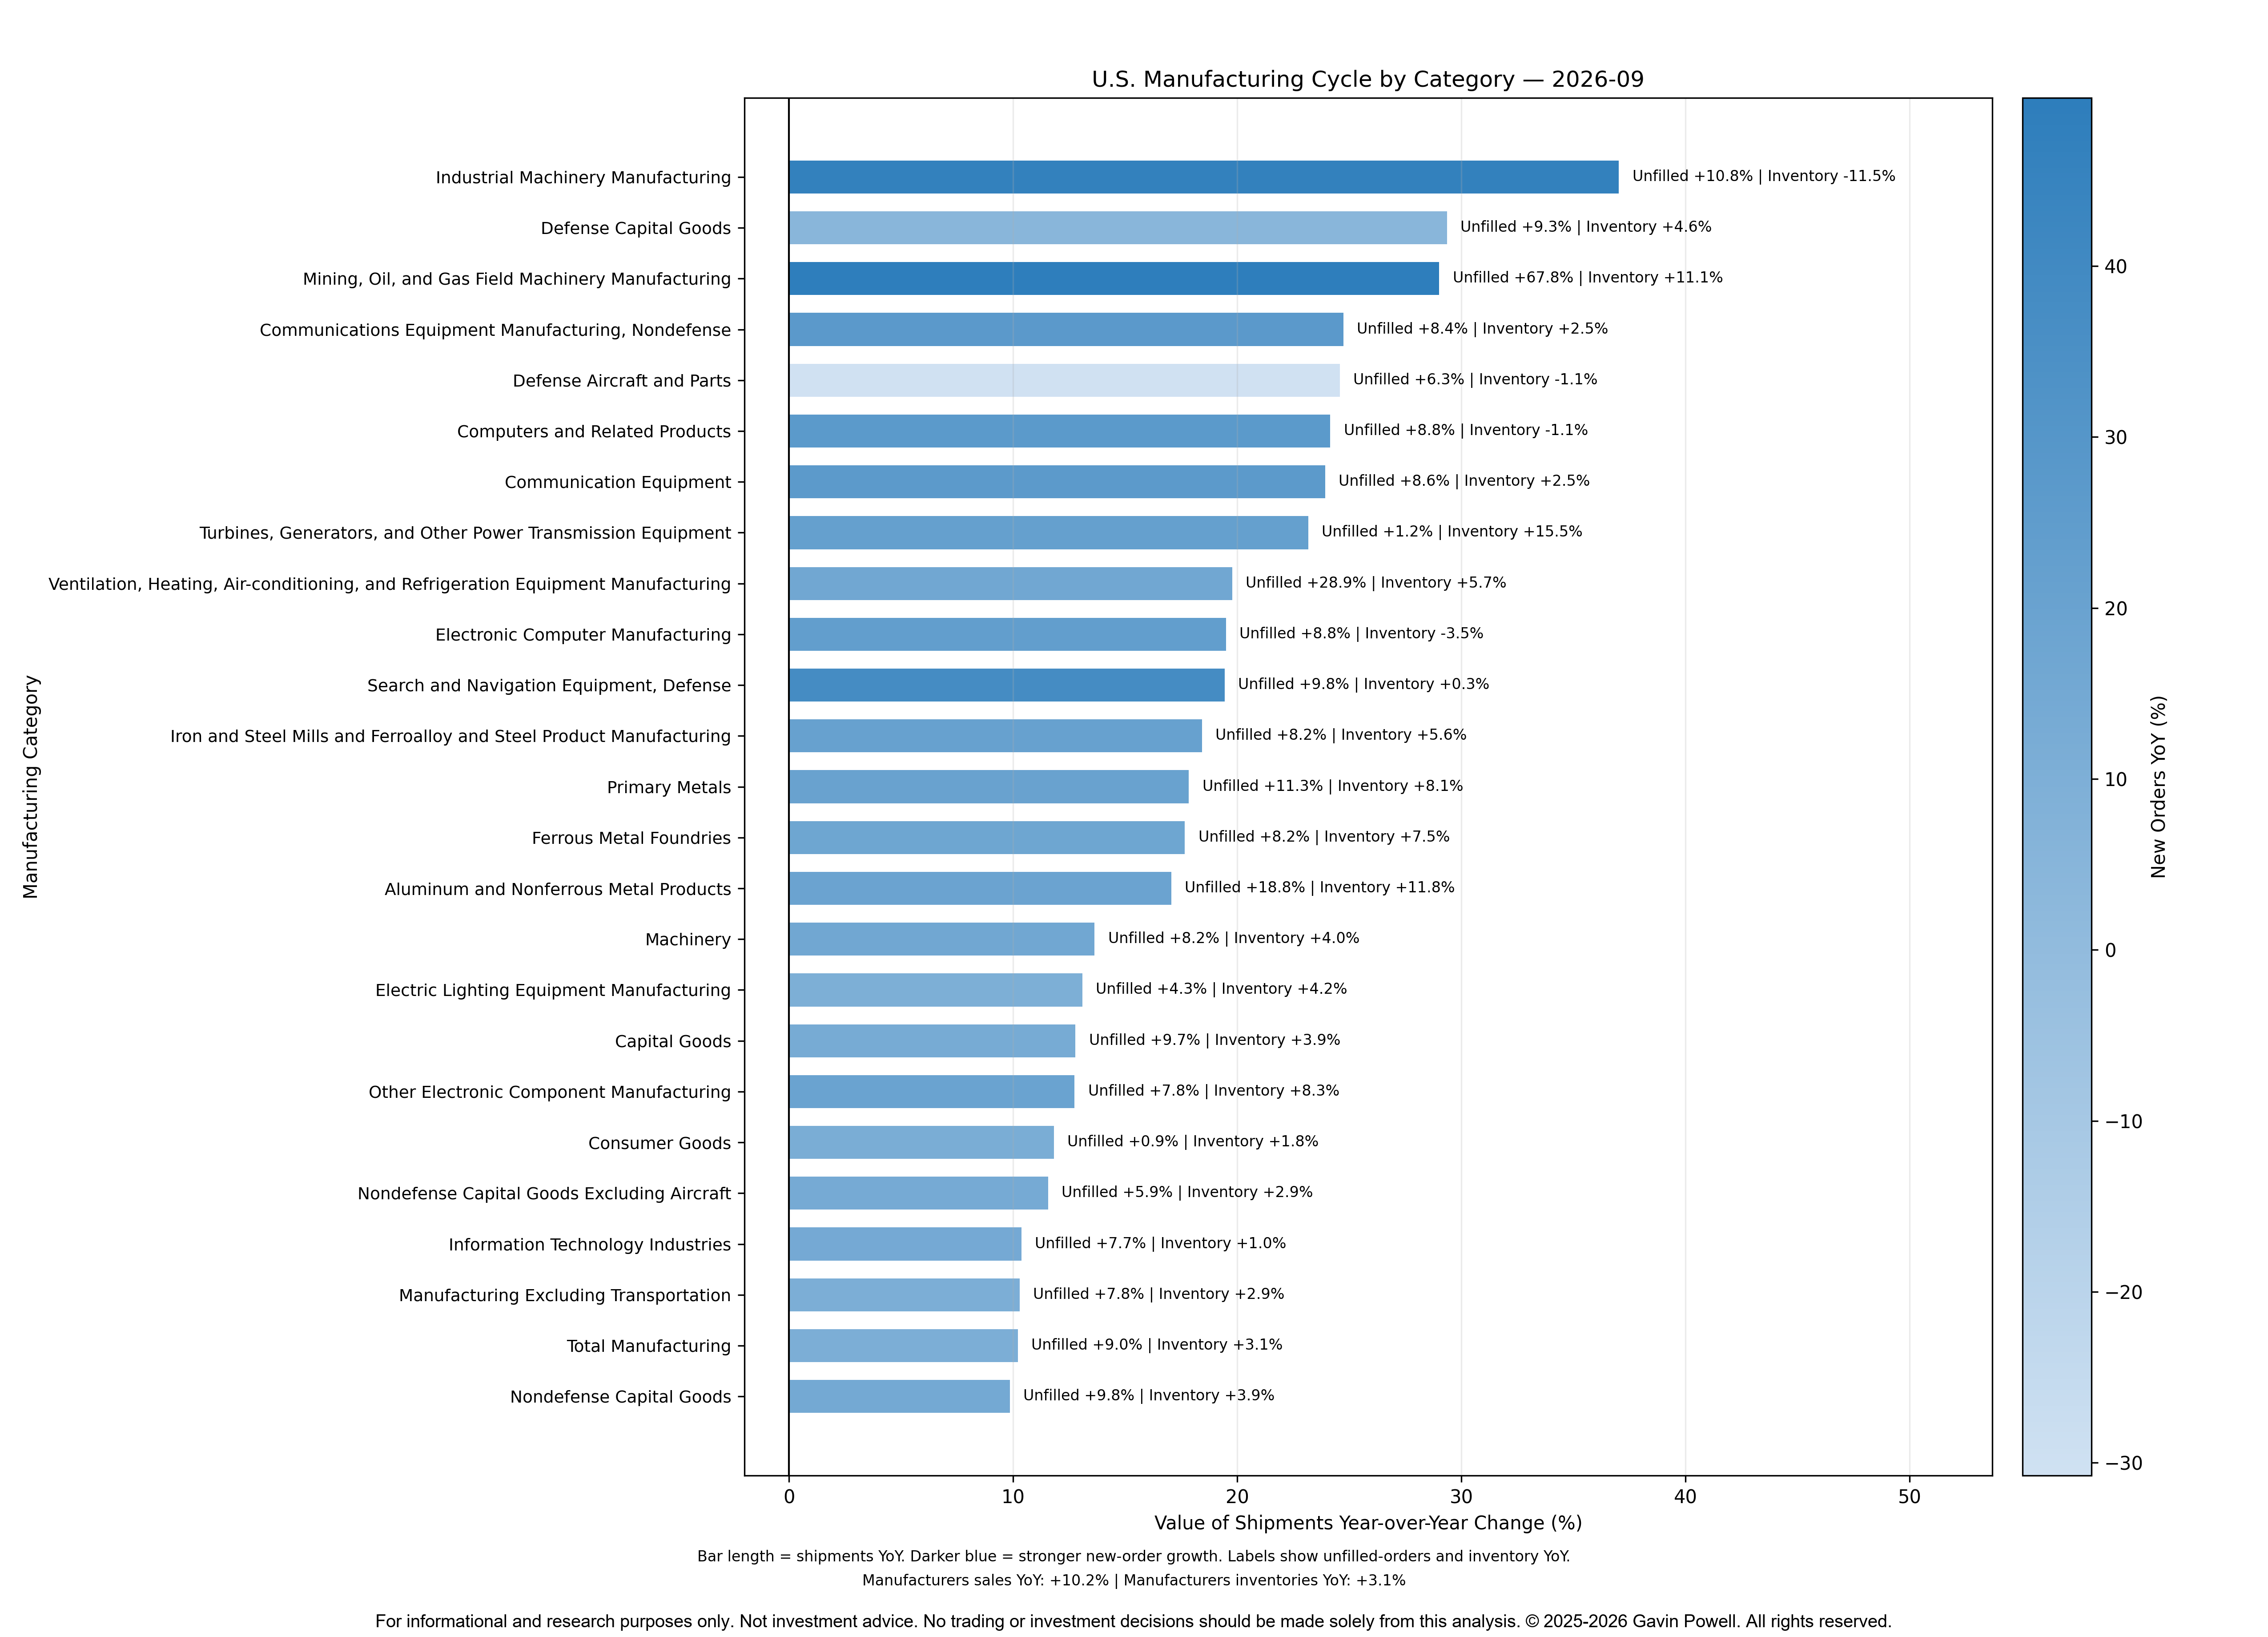 U.S. Manufacturing Cycle by Category — 2026-09
Manufacturing Category
Industrial Machinery Manufacturing
Unfilled +10.8% | Inventory -11.5%
Defense Capital Goods
Unfilled +9.3% | Inventory +4.6%
Mining, Oil, and Gas Field Machinery Manufacturing
Unfilled +67.8% | Inventory +11.1%
Communications Equipment Manufacturing, Nondefense
Unfilled +8.4% | Inventory +2.5%
Defense Aircraft and Parts
Unfilled +6.3% | Inventory -1.1%
Computers and Related Products
Unfilled +8.8% | Inventory -1.1%
Communication Equipment
Unfilled +8.6% | Inventory +2.5%
Turbines, Generators, and Other Power Transmission Equipment
Unfilled +1.2% | Inventory +15.5%
Ventilation, Heating, Air-conditioning, and Refrigeration Equipment Manufacturing
Unfilled +28.9% | Inventory +5.7%
Electronic Computer Manufacturing
Unfilled +8.8% | Inventory -3.5%
Search and Navigation Equipment, Defense
Unfilled +9.8% | Inventory +0.3%
Iron and Steel Mills and Ferroalloy and Steel Product Manufacturing
Unfilled +8.2% | Inventory +5.6%
Primary Metals
Unfilled +11.3% | Inventory +8.1%
Ferrous Metal Foundries
Unfilled +8.2% | Inventory +7.5%
Aluminum and Nonferrous Metal Products
Unfilled +18.8% | Inventory +11.8%
Machinery
Unfilled +8.2% | Inventory +4.0%
Electric Lighting Equipment Manufacturing
Unfilled +4.3% | Inventory +4.2%
Capital Goods
Unfilled +9.7% | Inventory +3.9%
Other Electronic Component Manufacturing
Unfilled +7.8% | Inventory +8.3%
Consumer Goods
Unfilled +0.9% | Inventory +1.8%
Nondefense Capital Goods Excluding Aircraft
Unfilled +5.9% | Inventory +2.9%
Information Technology Industries
Unfilled +7.7% | Inventory +1.0%
Manufacturing Excluding Transportation
Unfilled +7.8% | Inventory +2.9%
Total Manufacturing
Unfilled +9.0% | Inventory +3.1%
Nondefense Capital Goods
Unfilled +9.8% | Inventory +3.9%
0 10 20 30 40 50
Value of Shipments Year-over-Year Change (%)
40
30
20
10
0
−10
−20
−30
New Orders YoY (%)
Bar length = shipments YoY. Darker blue = stronger new-order growth. Labels show unfilled-orders and inventory YoY.
Manufacturers sales YoY: +10.2% | Manufacturers inventories YoY: +3.1%
For informational and research purposes only. Not investment advice. No trading or investment decisions should be made solely from this analysis. © 2025-2026 Gavin Powell. All rights reserved.